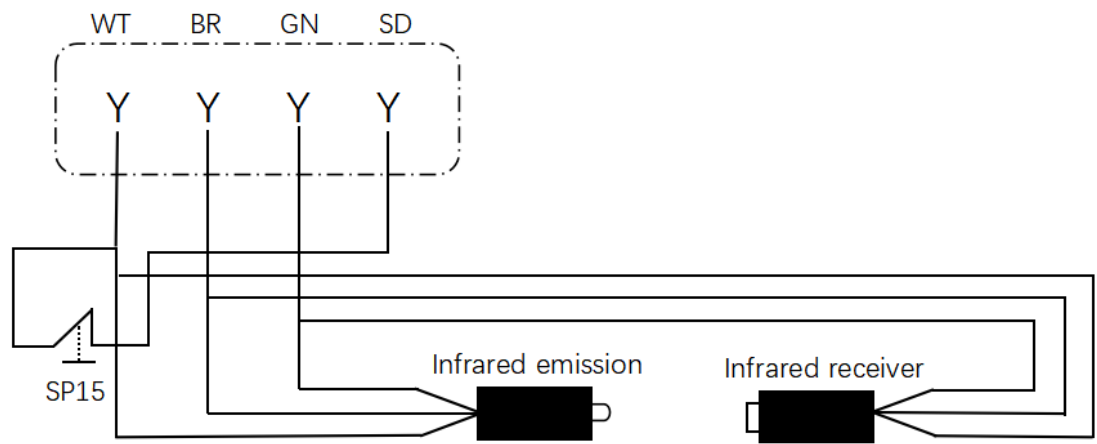 WT BR GN SD
Y Y Y Y
SP15
Infrared emission
Infrared receiver